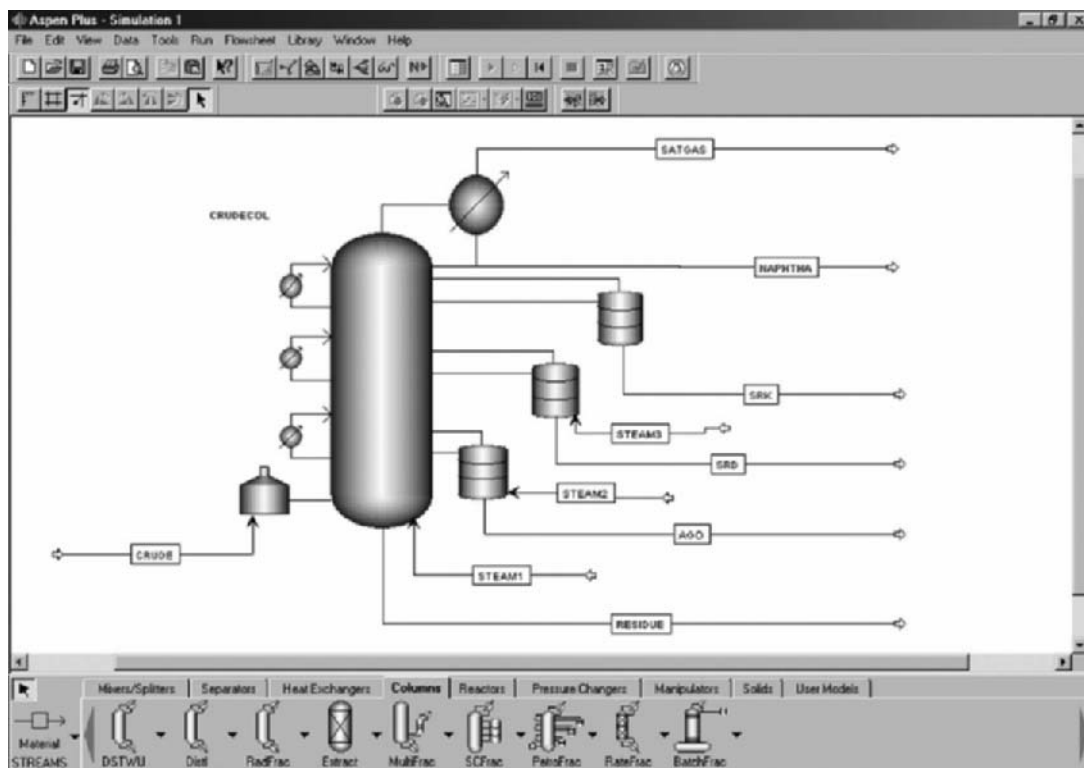 Aspen Plus - Simulation 1
File Edit View Data Tools Run Flowsheet Library Window Help
SATGAS
CRUDECOL
NAPHTHA
SRK
STEAM3
SRD
STEAM2
AGO
CRUDE
STEAM1
RESIDUE
Mixers/Splitters Separators Heat Exchangers Columns Reactors Pressure Changers Manipulators Solids User Models
Material
STREAMS DSTWU Distl RadFrac Extract MultiFrac SCFrac PetroFrac RateFrac BatchFrac